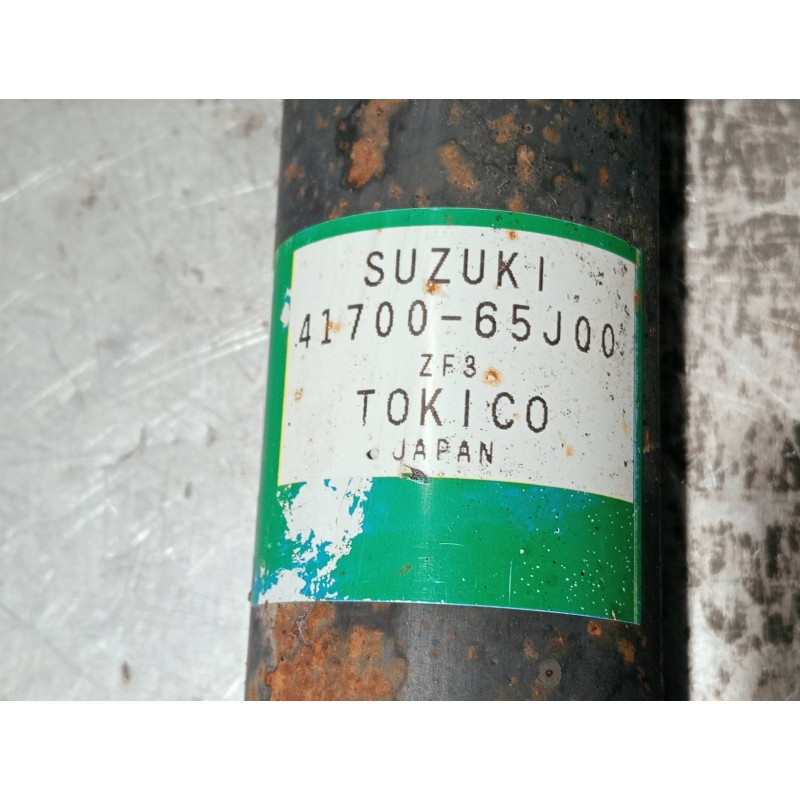 SUZUKI
41700-65J00
ZF3
TOKICO
JAPAN